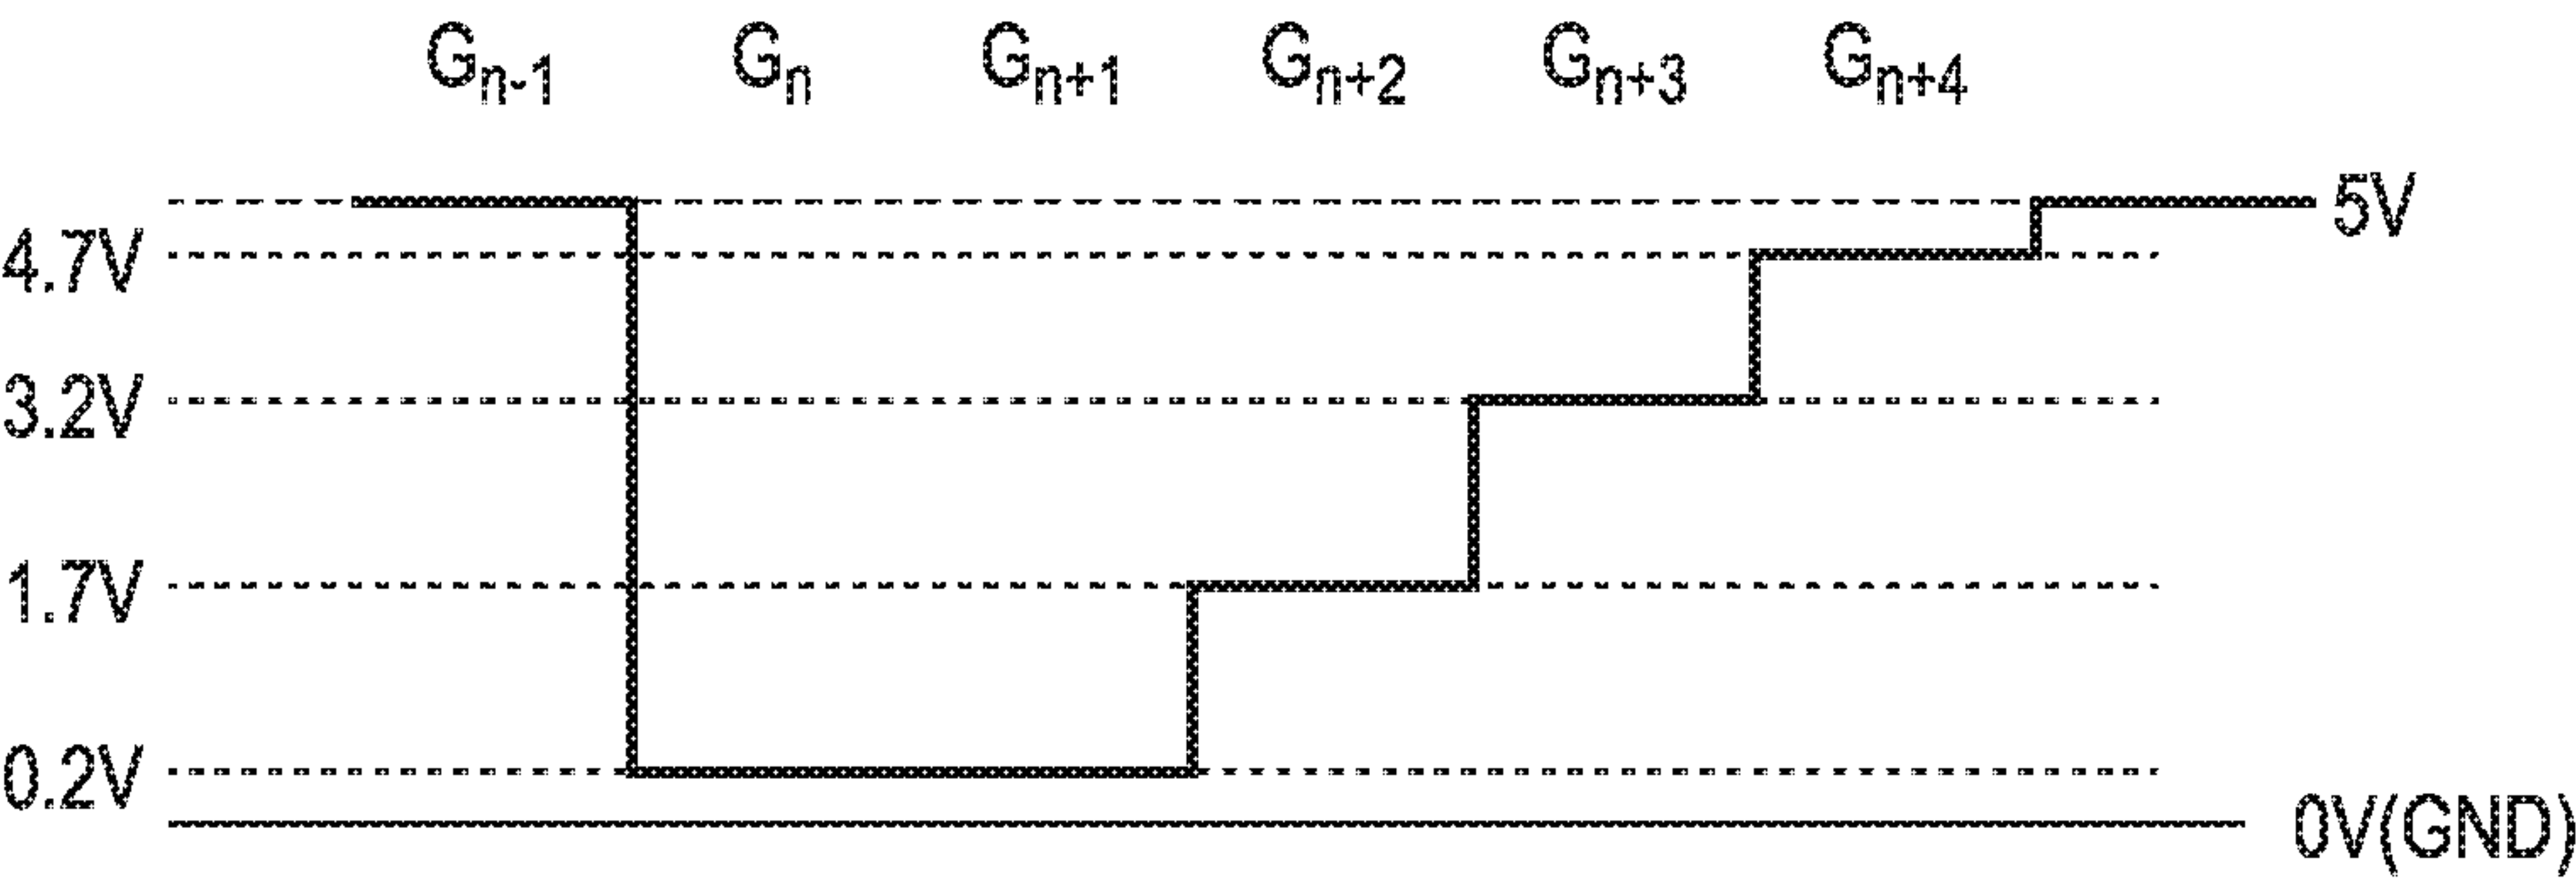 Gn-1 Gn Gn+1 Gn+2 Gn+3 Gn+4
5V
4.7V
3.2V
1.7V
0.2V
0V(GND)